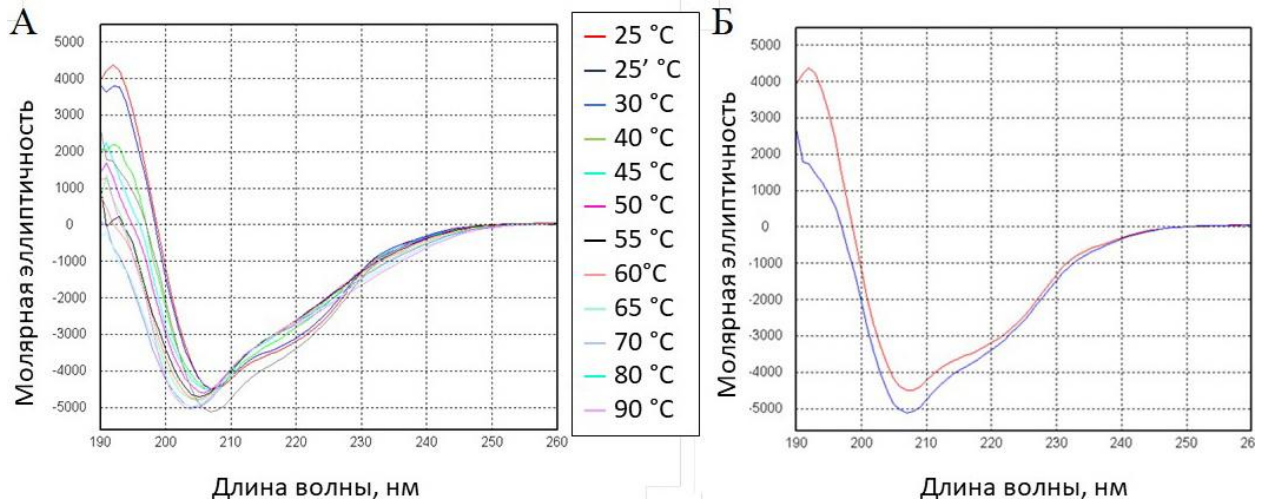 А
5000
4000
3000
2000
1000
0
-1000
-2000
-3000
-4000
-5000
190 200 210 220 230 240 250 260
Молярная эллиптичность
Длина волны, нм
25 °C
25′ °C
30 °C
40 °C
45 °C
50 °C
55 °C
60°C
65 °C
70 °C
80 °C
90 °C
Б
5000
4000
3000
2000
1000
0
-1000
-2000
-3000
-4000
-5000
190 200 210 220 230 240 250 26
Молярная эллиптичность
Длина волны, нм